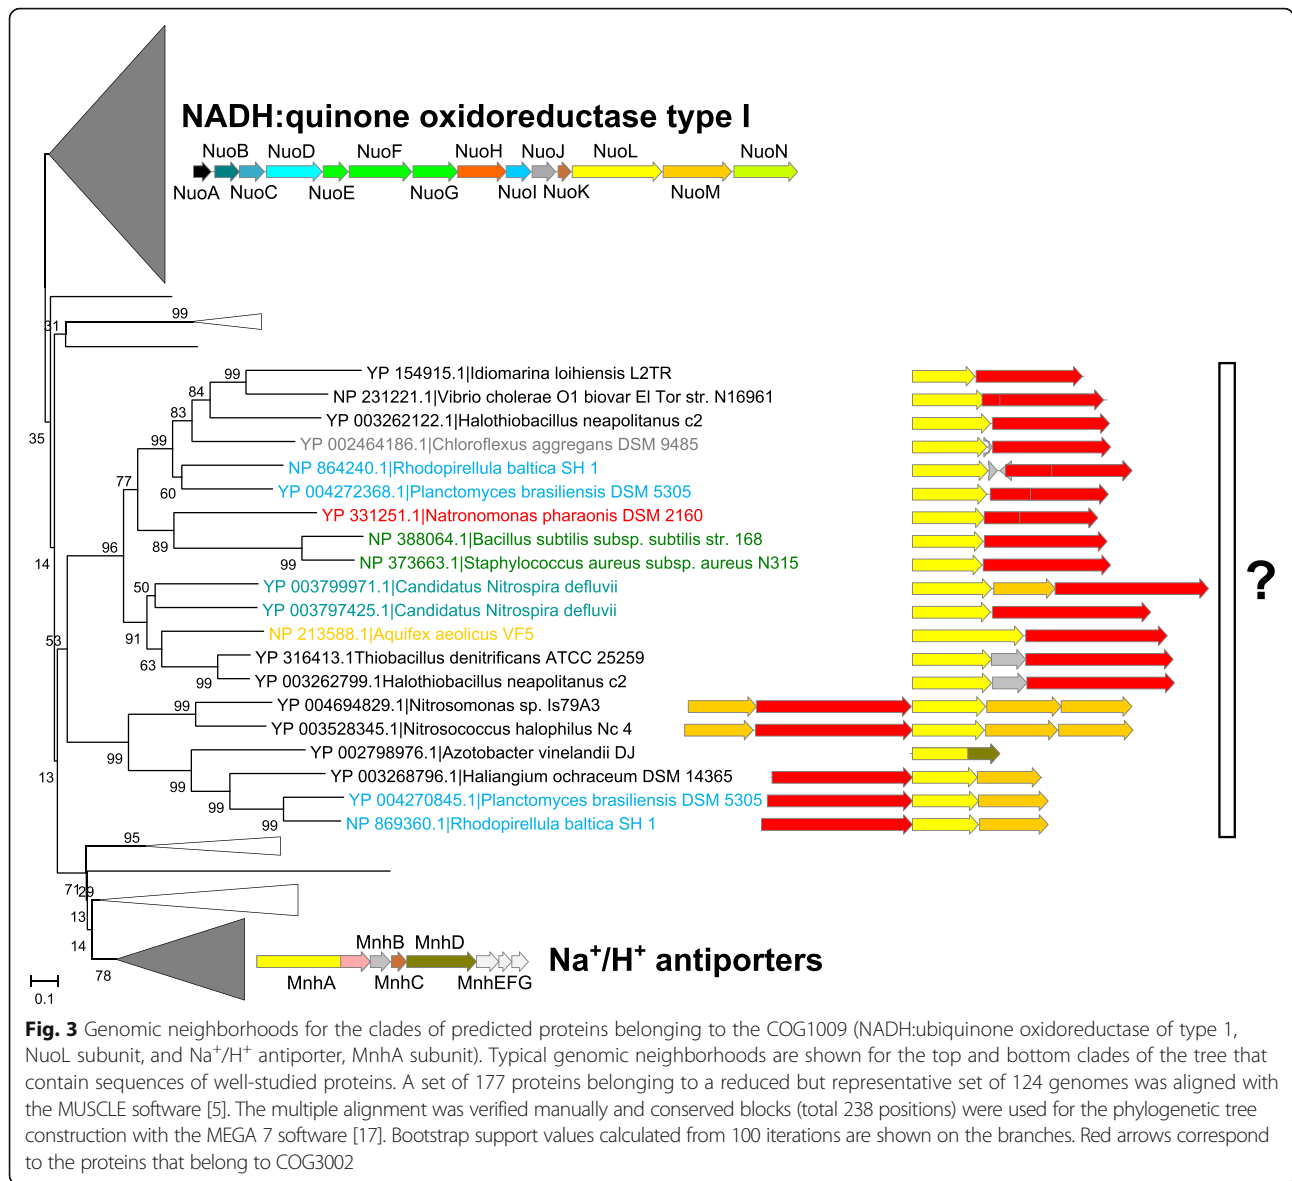 NADH:quinone oxidoreductase type I
NuoB NuoD NuoF NuoH NuoJ NuoL NuoN
NuoA NuoC NuoE NuoG NuoI NuoK NuoM
99
31
35
YP 154915.1|Idiomarina loihiensis L2TR
99
NP 231221.1|Vibrio cholerae O1 biovar El Tor str. N16961
84
YP 003262122.1|Halothiobacillus neapolitanus c2
83
YP 002464186.1|Chloroflexus aggregans DSM 9485
99
NP 864240.1|Rhodopirellula baltica SH 1
77
YP 004272368.1|Planctomyces brasiliensis DSM 5305
60
YP 331251.1|Natronomonas pharaonis DSM 2160
NP 388064.1|Bacillus subtilis subsp. subtilis str. 168
89
96
NP 373663.1|Staphylococcus aureus subsp. aureus N315
99
14
?
YP 003799971.1|Candidatus Nitrospira defluvii
50
YP 003797425.1|Candidatus Nitrospira defluvii
NP 213588.1|Aquifex aeolicus VF5
91
53
YP 316413.1Thiobacillus denitrificans ATCC 25259
63
YP 003262799.1|Halothiobacillus neapolitanus c2
99
YP 004694829.1|Nitrosomonas sp. Is79A3
99
YP 003528345.1|Nitrosococcus halophilus Nc 4
YP 002798976.1|Azotobacter vinelandii DJ
99
13
YP 003268796.1|Haliangium ochraceum DSM 14365
99
YP 004270845.1|Planctomyces brasiliensis DSM 5305
99
NP 869360.1|Rhodopirellula baltica SH 1
99
95
71
29
13
14
78
MnhB MnhD
MnhA MnhC MnhEFG
Na+/H+ antiporters
0.1
Fig. 3 Genomic neighborhoods for the clades of predicted proteins belonging to the COG1009 (NADH:ubiquinone oxidoreductase of type 1,
NuoL subunit, and Na+/H+ antiporter, MnhA subunit). Typical genomic neighborhoods are shown for the top and bottom clades of the tree that
contain sequences of well-studied proteins. A set of 177 proteins belonging to a reduced but representative set of 124 genomes was aligned with
the MUSCLE software [5]. The multiple alignment was verified manually and conserved blocks (total 238 positions) were used for the phylogenetic tree
construction with the MEGA 7 software [17]. Bootstrap support values calculated from 100 iterations are shown on the branches. Red arrows correspond
to the proteins that belong to COG3002